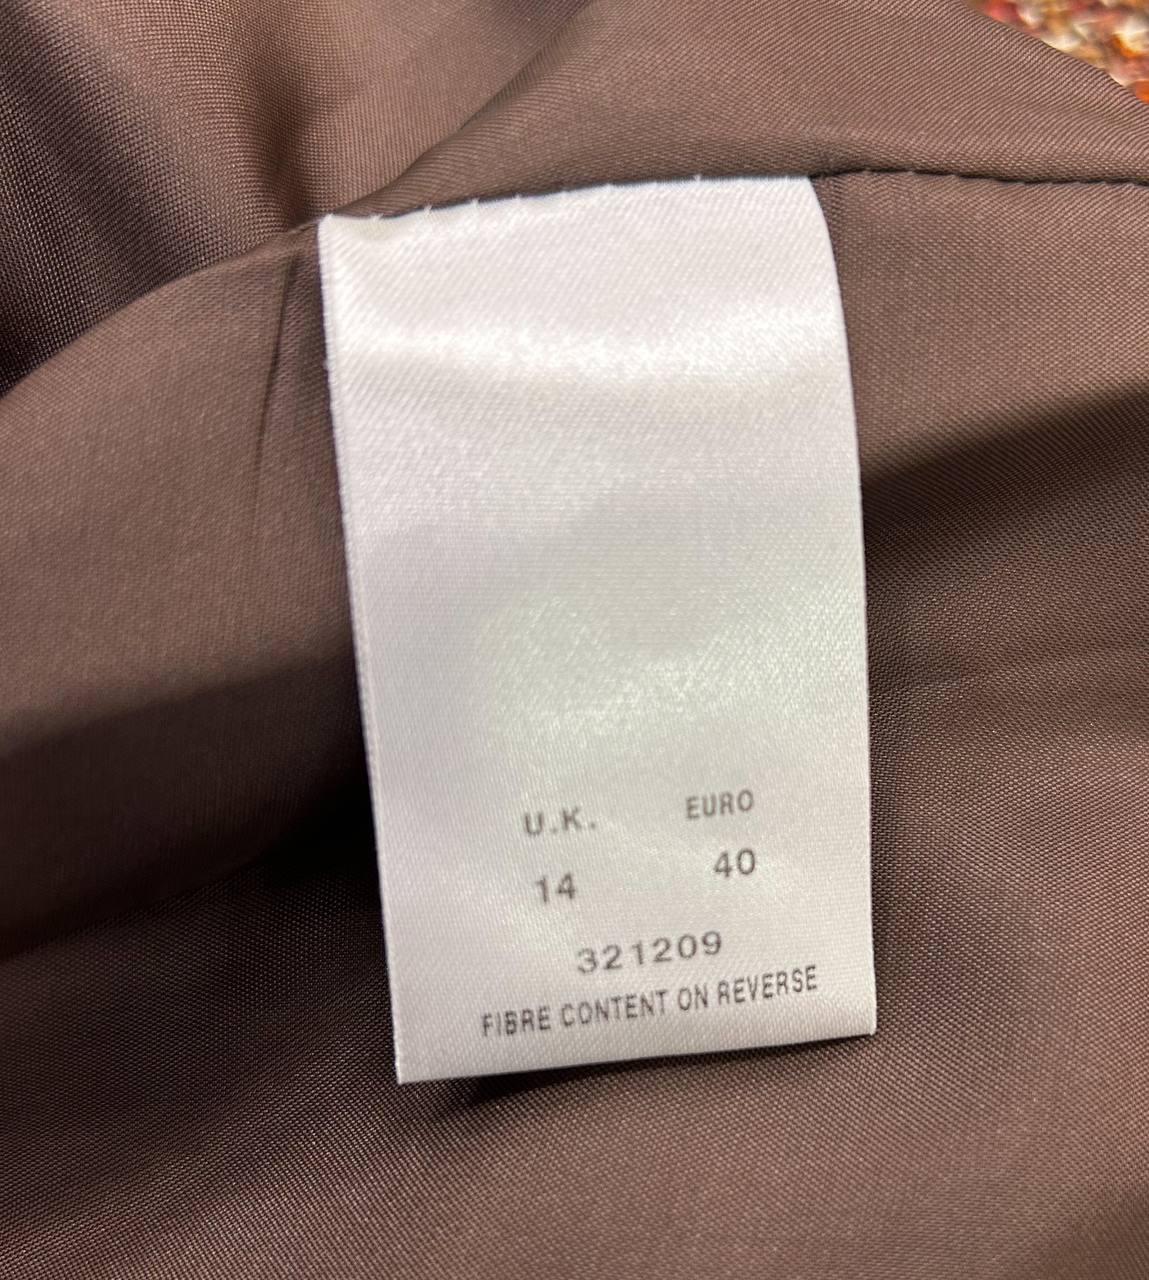 U.K. EURO
14 40
321209
FIBRE CONTENT ON REVERSE